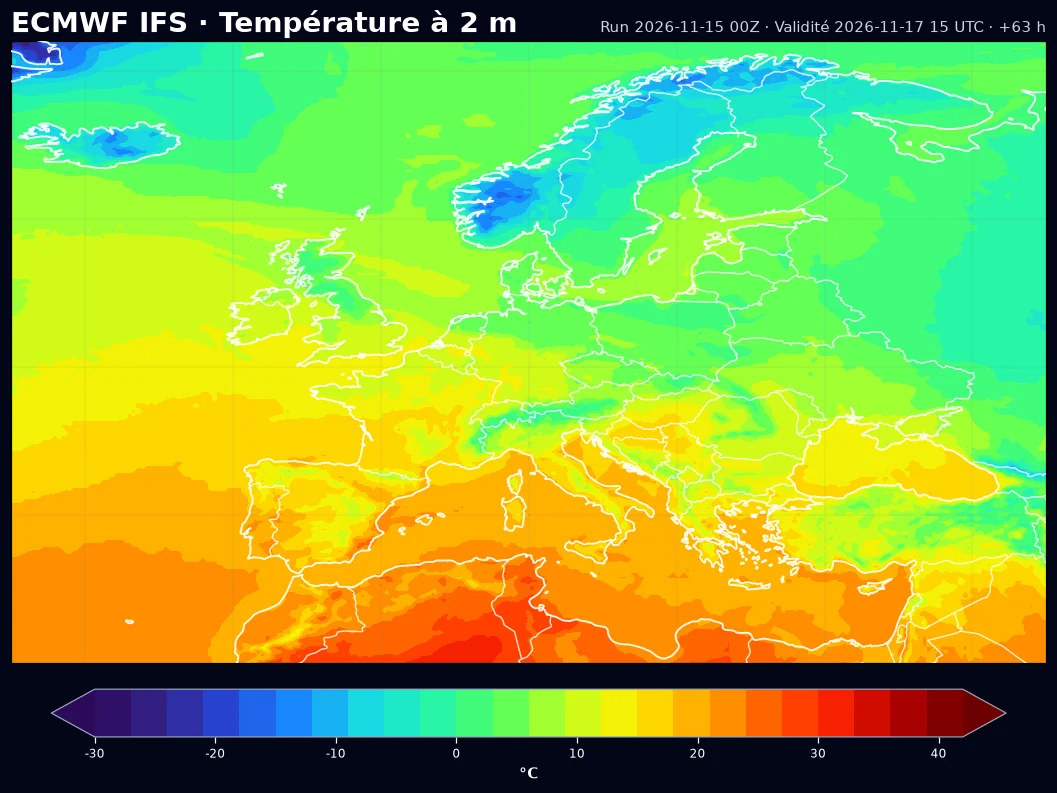 ECMWF IFS · Température à 2 m
Run 2026-11-15 00Z · Validité 2026-11-17 15 UTC · +63 h
-30 -20 -10 0 10 20 30 40
°C